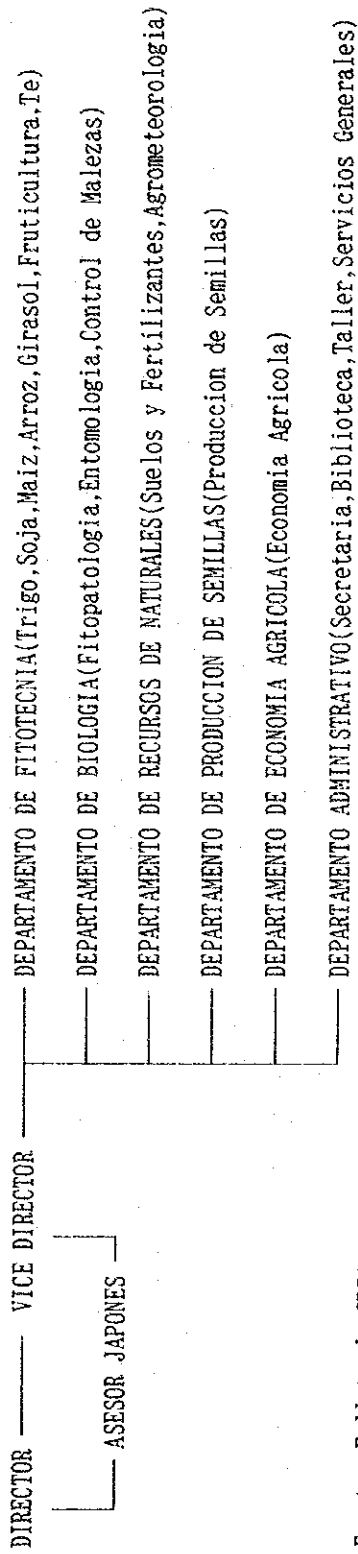 DIRECTOR
VICE DIRECTOR
ASESOR JAPONES
DEPARTAMENTO DE FITOTECNIA(Trigo,Soja,Maiz,Arroz,Girasol,Fruticultura,Te)
DEPARTAMENTO DE BIOLOGIA(Fitopatologia,Entomologia,Control de Malezas)
DEPARTAMENTO DE RECURSOS DE NATURALES(Suelos y Fertilizantes,Agrometeorologia)
DEPARTAMENTO DE PRODUCCION DE SEMILLAS(Produccion de Semillas)
DEPARTAMENTO DE ECONOMIA AGRICOLA(Economia Agricola)
DEPARTAMENTO ADMINISTRATIVO(Secretaria,Biblioteca,Taller,Servicios Generales)